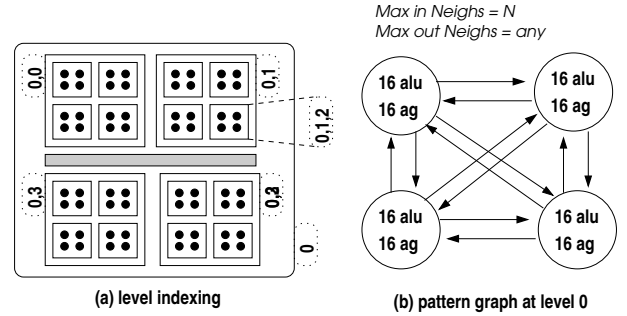 Max in Neighs = N
Max out Neighs = any
0,0
0,1
0,1,2
0,3
0
16 alu
16 ag
16 alu
16 ag
16 alu
16 ag
16 alu
16 ag
(a) level indexing
(b) pattern graph at level 0